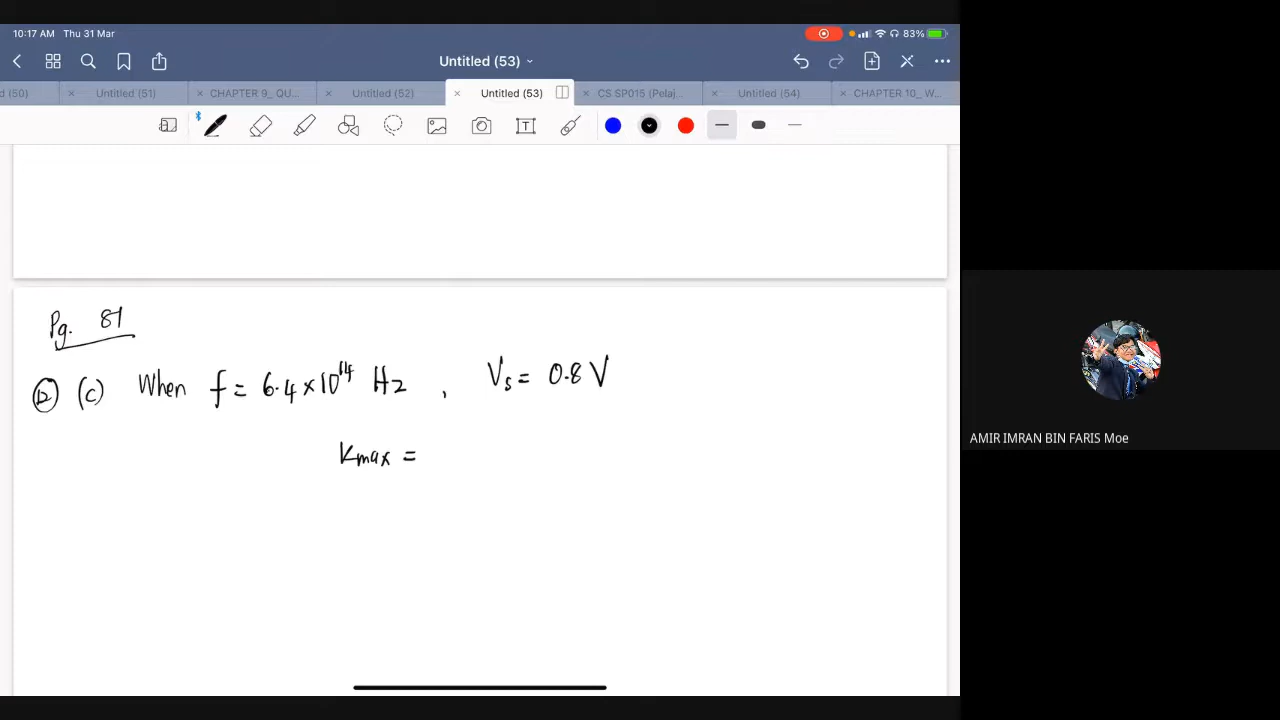 10:17 AM Thu 31 Mar
83%
Untitled (53)
d (50)
Untitled (51)
CHAPTER 9_ QU...
Untitled (52)
Untitled (53)
CS SP015 (Pelaj...
Untitled (54)
CHAPTER 10_ W...
Pg. 81
(c) When f = 6.4 × 10¹⁴ Hz , Vₛ = 0.8 V
Kmax =
AMIR IMRAN BIN FARIS Moe